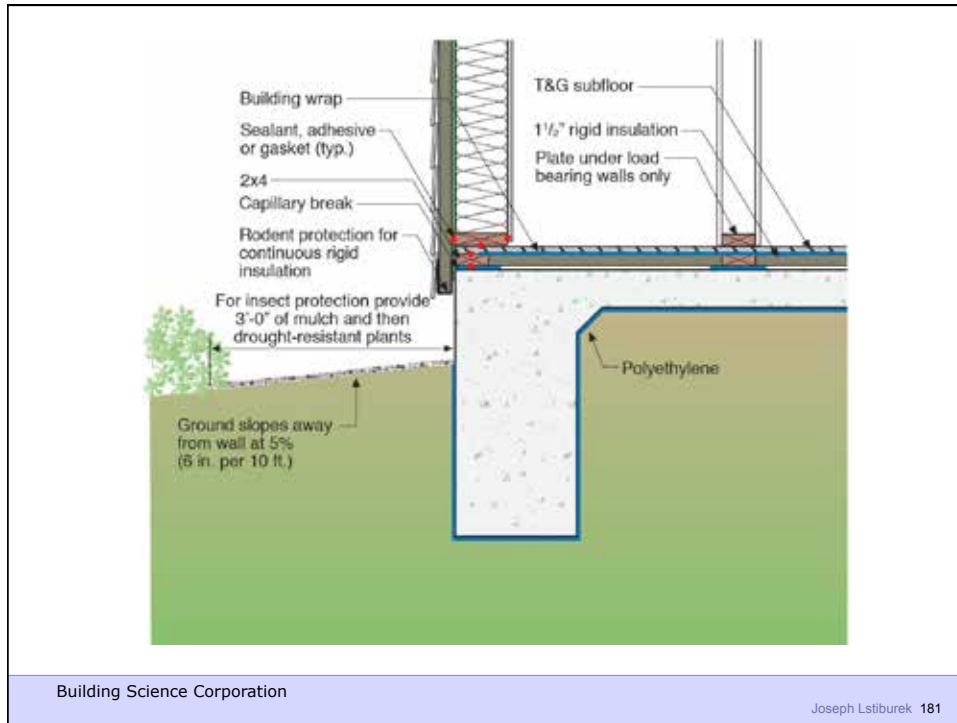 Building wrap
Sealant, adhesive
or gasket (typ.)
2x4
Capillary break
Rodent protection for
continuous rigid
insulation
For insect protection provide
3'-0" of mulch and then
drought-resistant plants
Ground slopes away
from wall at 5%
(6 in. per 10 ft.)
T&G subfloor
1 1/2" rigid insulation
Plate under load
bearing walls only
Polyethylene
Building Science Corporation
Joseph Lstiburek 181